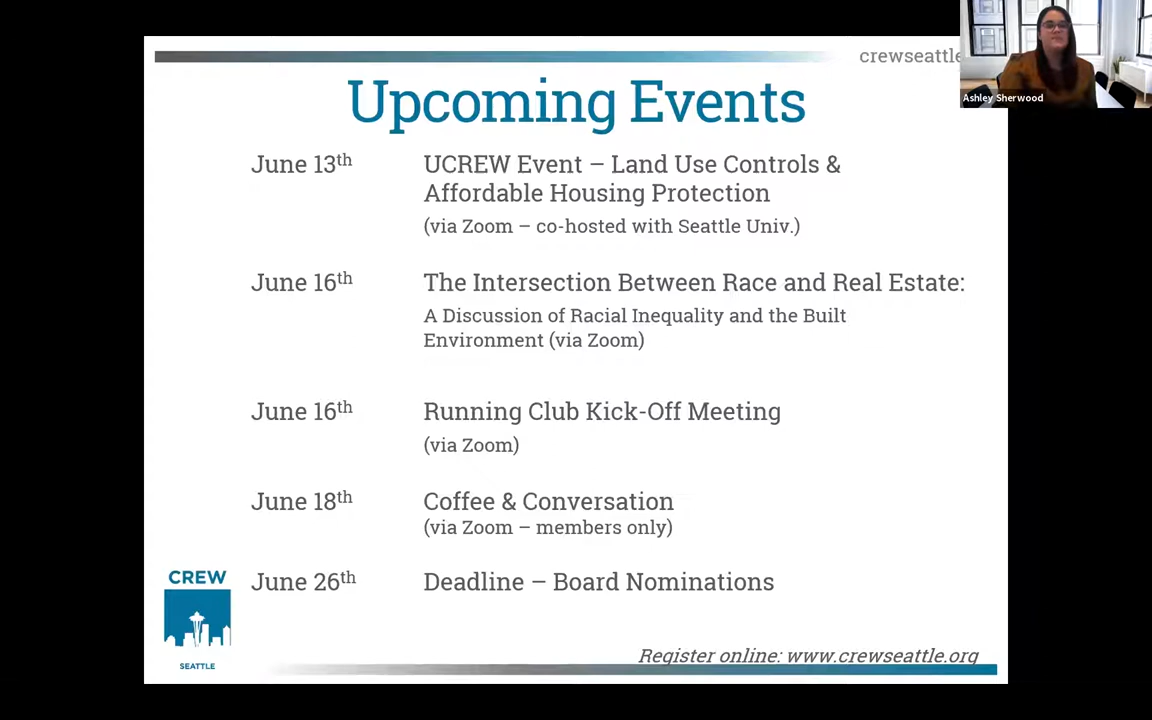 crewseattle
Ashley Sherwood
Upcoming Events
June 13th
UCREW Event – Land Use Controls &
Affordable Housing Protection
(via Zoom – co-hosted with Seattle Univ.)
June 16th
The Intersection Between Race and Real Estate:
A Discussion of Racial Inequality and the Built
Environment (via Zoom)
June 16th
Running Club Kick-Off Meeting
(via Zoom)
June 18th
Coffee & Conversation
(via Zoom – members only)
June 26th
Deadline – Board Nominations
CREW
SEATTLE
Register online: www.crewseattle.org